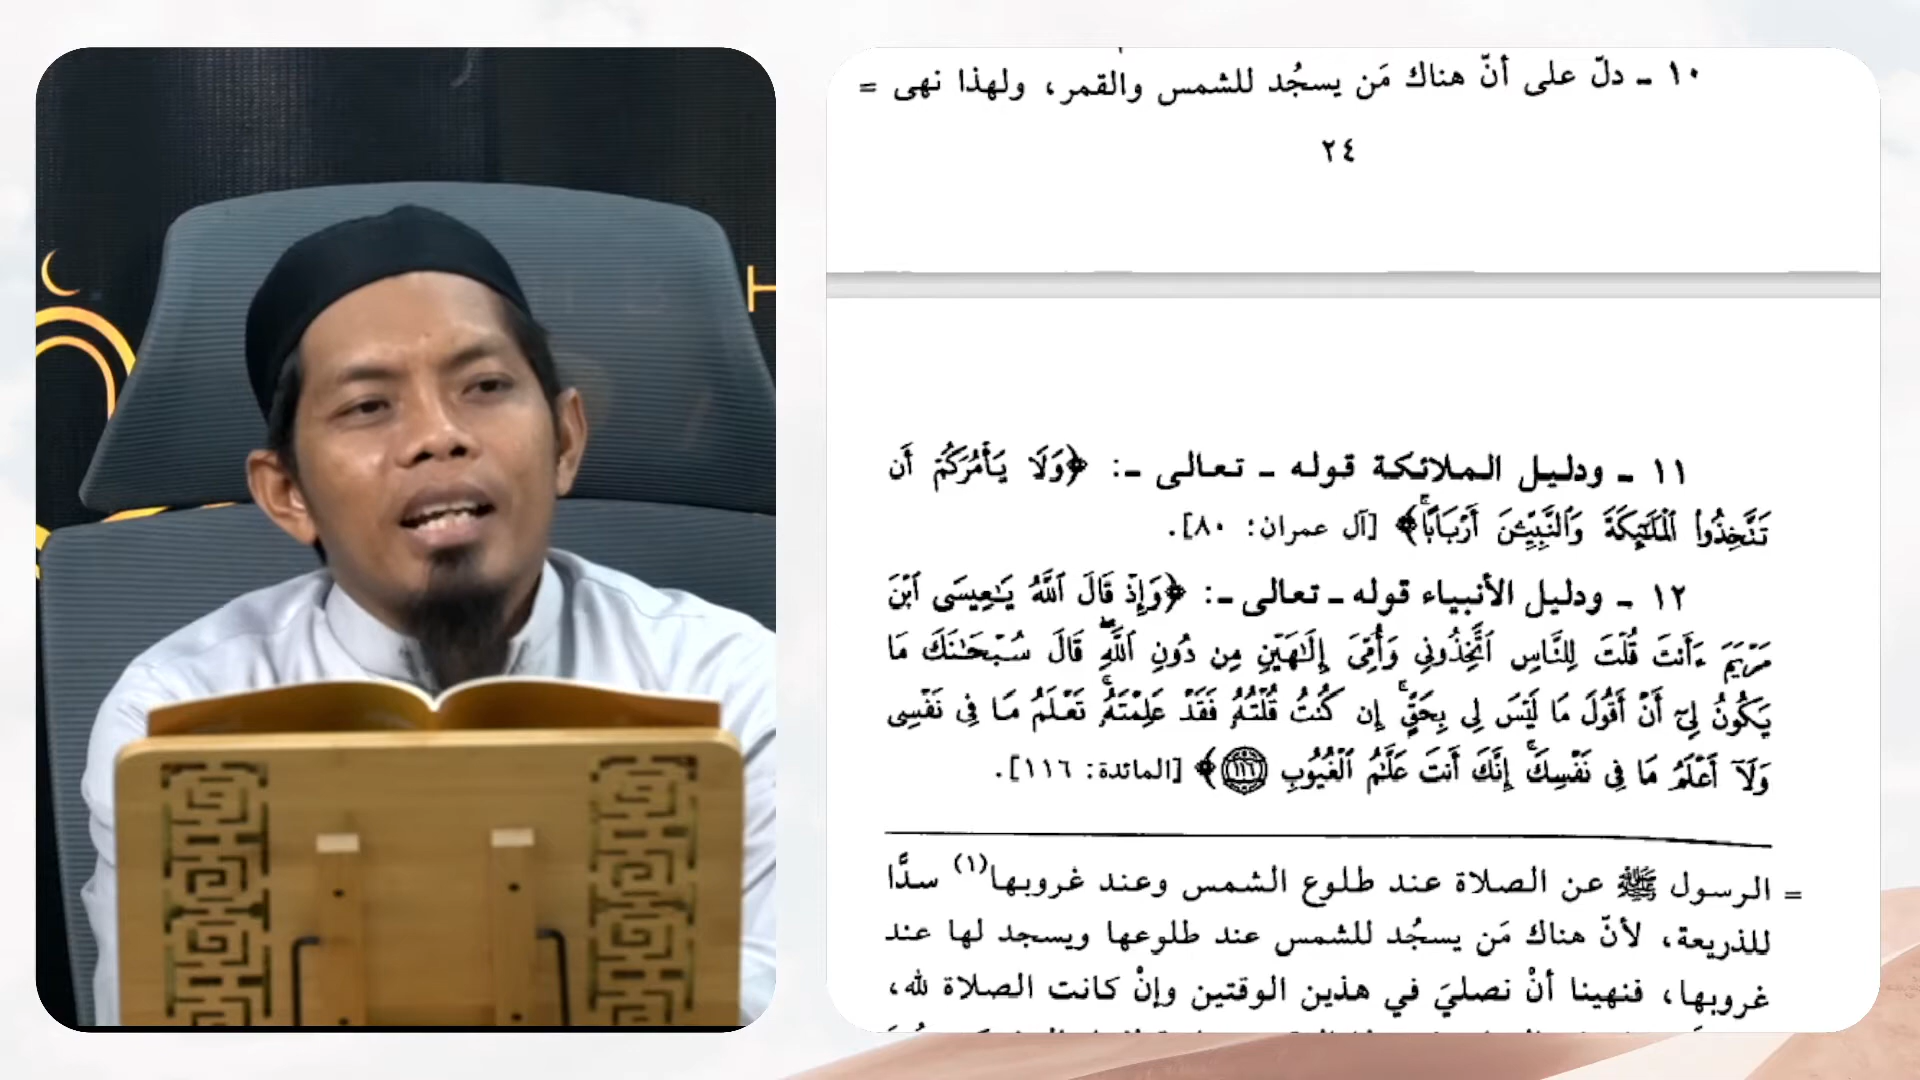 ١٠ ـ دلّ على أنّ هناك مَن يسجُد للشمس والقمر، ولهذا نهى =
٢٤
١١ ـ ودليل الملائكة قوله ـ تعالى ـ: ﴿وَلَا يَأْمُرَكُمْ أَن
تَتَّخِذُوا۟ ٱلْمَلَٰٓئِكَةَ وَٱلنَّبِيِّـۧنَ أَرْبَابًا ۚ﴾ [آل عمران: ٨٠].
١٢ ـ ودليل الأنبياء قوله ـ تعالى ـ: ﴿وَإِذْ قَالَ ٱللَّهُ يَٰعِيسَى ٱبْنَ
مَرْيَمَ ءَأَنتَ قُلْتَ لِلنَّاسِ ٱتَّخِذُونِى وَأُمِّىَ إِلَٰهَيْنِ مِن دُونِ ٱللَّهِ ۖ قَالَ سُبْحَٰنَكَ مَا
يَكُونُ لِىٓ أَنْ أَقُولَ مَا لَيْسَ لِى بِحَقٍّ ۚ إِن كُنتُ قُلْتُهُۥ فَقَدْ عَلِمْتَهُۥ ۚ تَعْلَمُ مَا فِى نَفْسِى
وَلَآ أَعْلَمُ مَا فِى نَفْسِكَ ۚ إِنَّكَ أَنتَ عَلَّٰمُ ٱلْغُيُوبِ ١١٦﴾ [المائدة: ١١٦].
= الرسول ﷺ عن الصلاة عند طلوع الشمس وعند غروبها(١) سدًّا
للذريعة، لأنّ هناك مَن يسجُد للشمس عند طلوعها ويسجد لها عند
غروبها، فنهينا أنْ نصليَ في هذين الوقتين وإنْ كانت الصلاة لله،